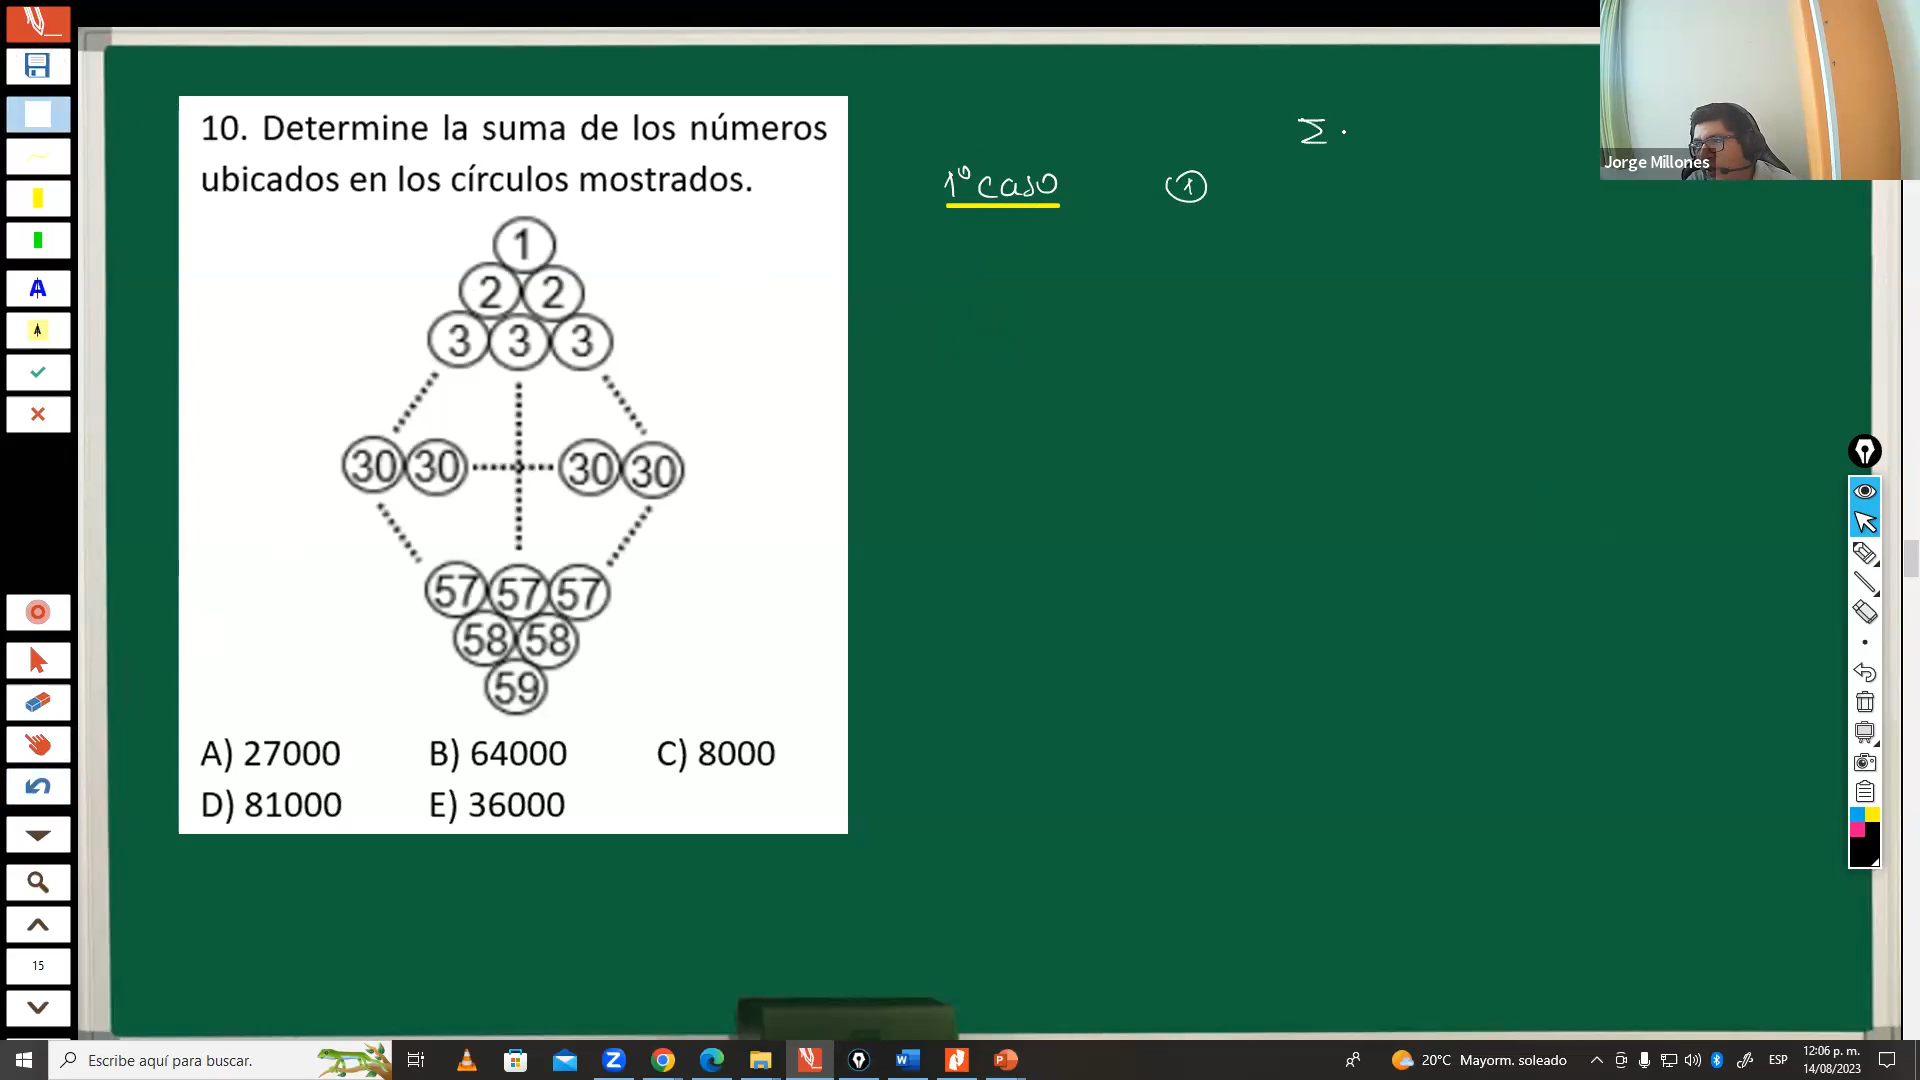 10. Determine la suma de los números
ubicados en los círculos mostrados.
1
2 2
3 3 3
30 30 30 30
57 57 57
58 58
59
A) 27000 B) 64000 C) 8000
D) 81000 E) 36000
Σ
1° caso 1
Jorge Millones
A
15
Escribe aquí para buscar.
20°C Mayorm. soleado
ESP
12:06 p. m.
14/08/2023